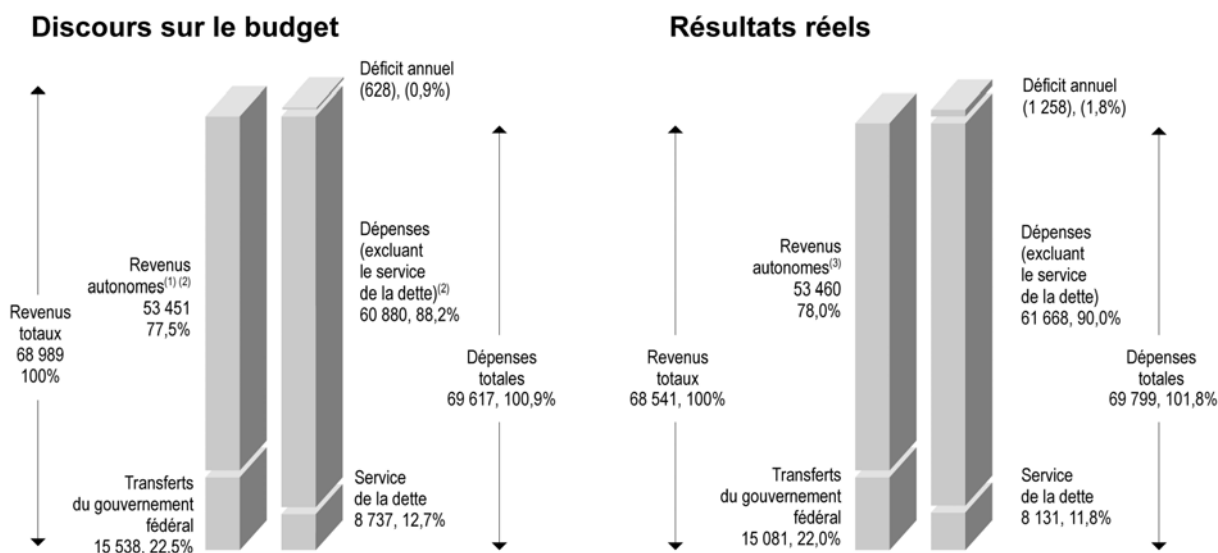 Discours sur le budget
Déficit annuel
(628), (0,9%)
Revenus
totaux
68 989
100%
Revenus
autonomes(1) (2)
53 451
77,5%
Transferts
du gouvernement
fédéral
15 538, 22,5%
Dépenses
(excluant
le service
de la dette)(2)
60 880, 88,2%
Service
de la dette
8 737, 12,7%
Dépenses
totales
69 617, 100,9%
Résultats réels
Déficit annuel
(1 258), (1,8%)
Revenus
totaux
68 541, 100%
Revenus
autonomes(3)
53 460
78,0%
Transferts
du gouvernement
fédéral
15 081, 22,0%
Dépenses
(excluant
le service
de la dette)
61 668, 90,0%
Service
de la dette
8 131, 11,8%
Dépenses
totales
69 799, 101,8%